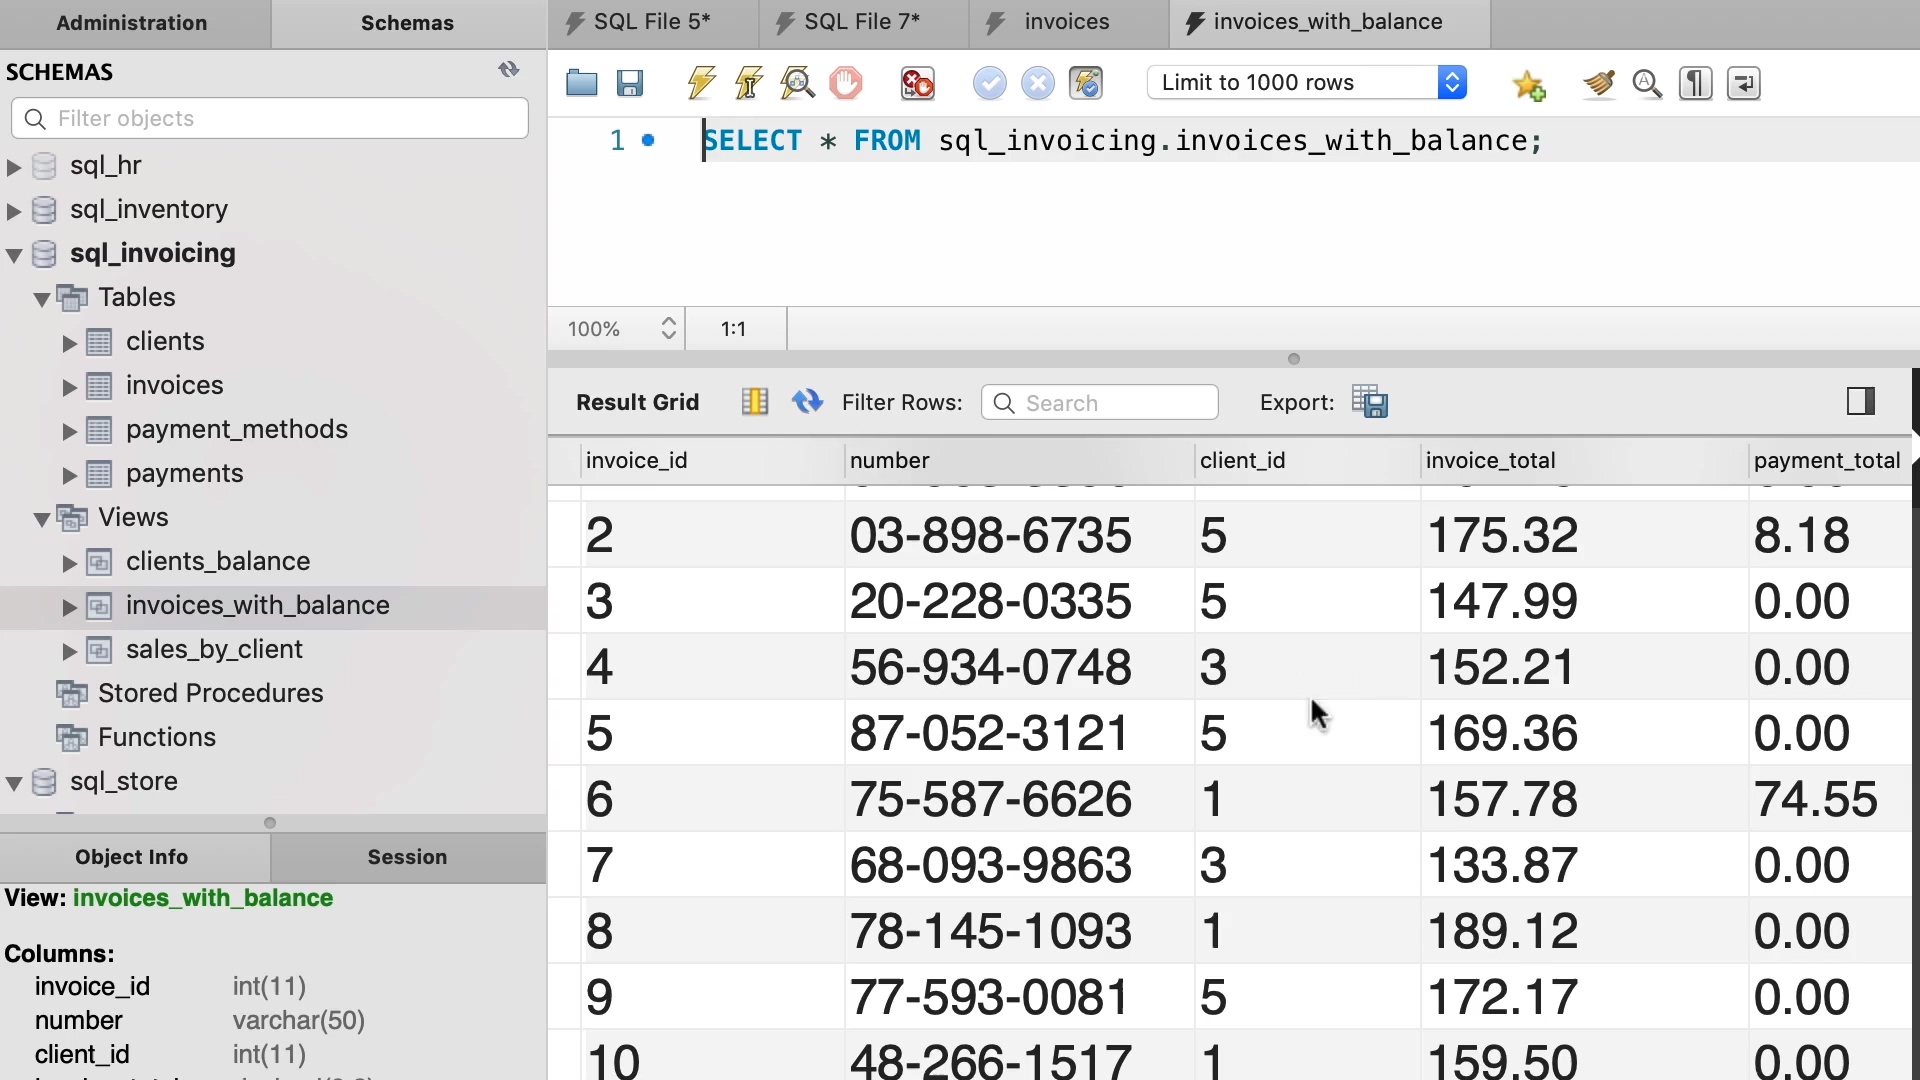 Administration
Schemas
SCHEMAS
Filter objects
sql_hr
sql_inventory
sql_invoicing
Tables
clients
invoices
payment_methods
payments
Views
clients_balance
invoices_with_balance
sales_by_client
Stored Procedures
Functions
sql_store
Object Info
Session
View: invoices_with_balance
Columns:
invoice_id int(11)
number varchar(50)
client_id int(11)
SQL File 5*
SQL File 7*
invoices
invoices_with_balance
Limit to 1000 rows
1 SELECT * FROM sql_invoicing.invoices_with_balance;
100% 1:1
Result Grid Filter Rows: Search Export:
invoice_id number client_id invoice_total payment_total
2 03-898-6735 5 175.32 8.18
3 20-228-0335 5 147.99 0.00
4 56-934-0748 3 152.21 0.00
5 87-052-3121 5 169.36 0.00
6 75-587-6626 1 157.78 74.55
7 68-093-9863 3 133.87 0.00
8 78-145-1093 1 189.12 0.00
9 77-593-0081 5 172.17 0.00
10 48-266-1517 1 159.50 0.00